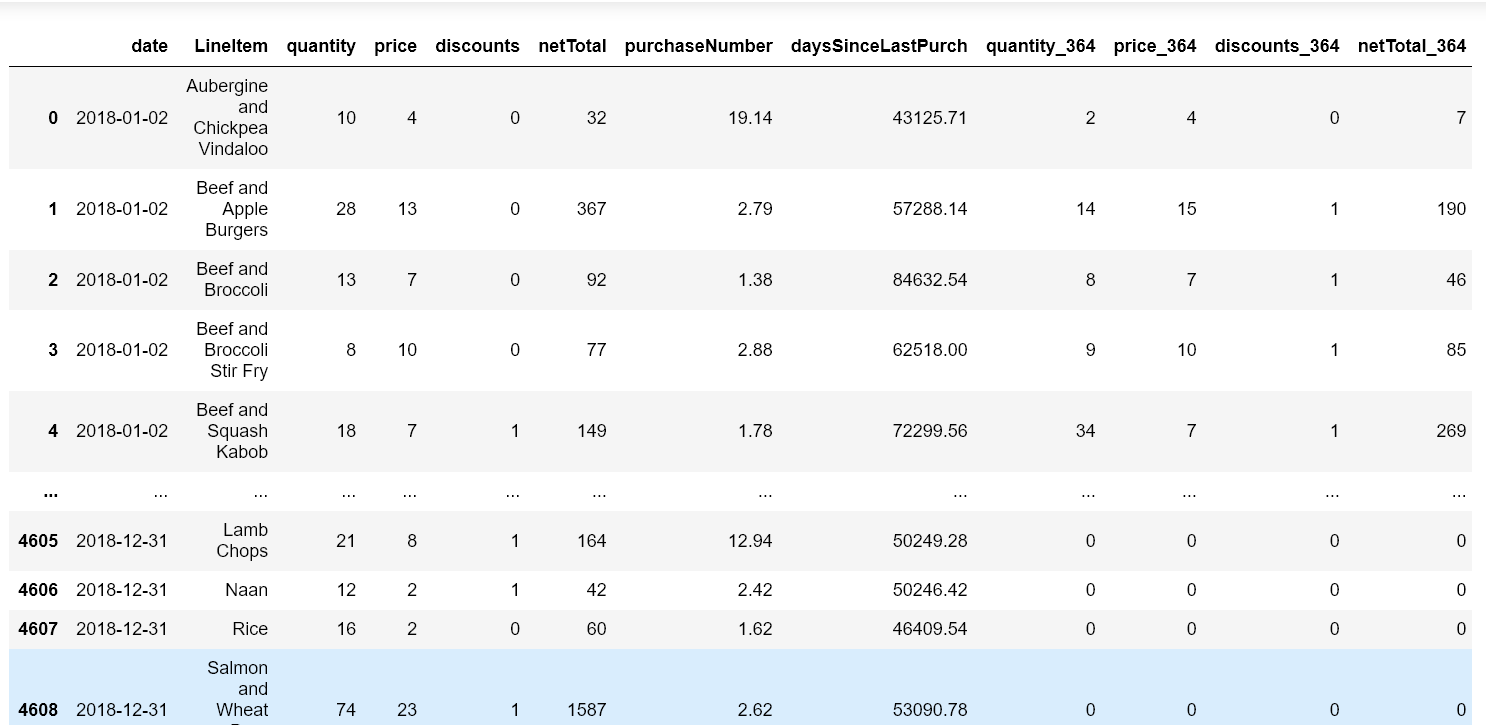 date LineItem quantity price discounts netTotal purchaseNumber daysSinceLastPurch quantity_364 price_364 discounts_364 netTotal_364
0 2018-01-02 Aubergine and Chickpea Vindaloo 10 4 0 32 19.14 43125.71 2 4 0 7
1 2018-01-02 Beef and Apple Burgers 28 13 0 367 2.79 57288.14 14 15 1 190
2 2018-01-02 Beef and Broccoli 13 7 0 92 1.38 84632.54 8 7 1 46
3 2018-01-02 Beef and Broccoli Stir Fry 8 10 0 77 2.88 62518.00 9 10 1 85
4 2018-01-02 Beef and Squash Kabob 18 7 1 149 1.78 72299.56 34 7 1 269
... ... ... ... ... ... ... ... ... ... ... ... ...
4605 2018-12-31 Lamb Chops 21 8 1 164 12.94 50249.28 0 0 0 0
4606 2018-12-31 Naan 12 2 1 42 2.42 50246.42 0 0 0 0
4607 2018-12-31 Rice 16 2 0 60 1.62 46409.54 0 0 0 0
4608 2018-12-31 Salmon and Wheat 74 23 1 1587 2.62 53090.78 0 0 0 0